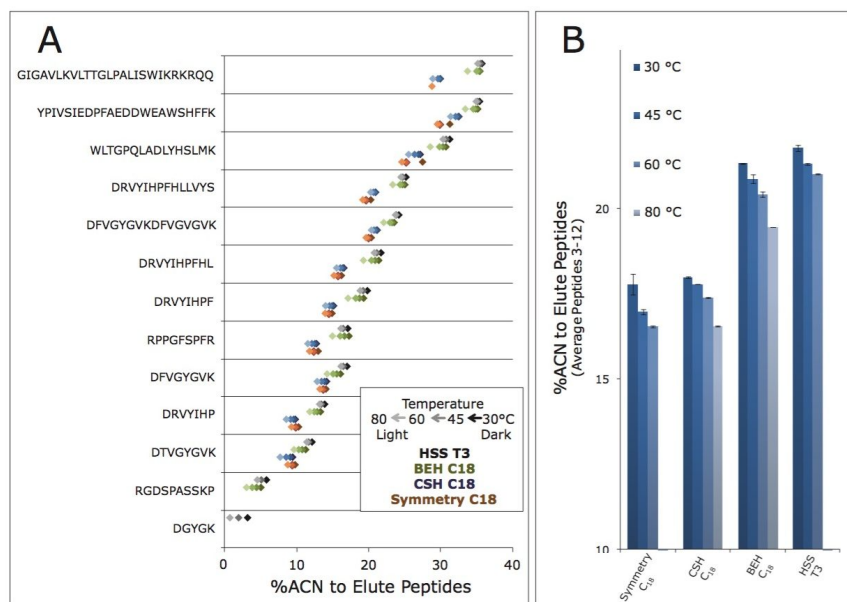 A
GIGAVLKVLTTGLPALISWIKRKRQQ
YPIVSIEDPFAEDDWEAWSHFFK
WLTGPQLADLYHSLMK
DRVYIHPFHLLVYS
DFVGYGVKDFVGVGVK
DRVYIHPFHL
DRVYIHPF
RPPGFSPFR
DFVGYGVK
DRVYIHP
DTVGYGVK
RGDSPASSKP
DGYGK
Temperature
80 60 45 30°C
Light Dark
HSS T3
BEH C18
CSH C18
Symmetry C18
0 10 20 30 40
%ACN to Elute Peptides
B
30 °C
45 °C
60 °C
80 °C
%ACN to Elute Peptides
(Average Peptides 3-12)
20
15
10
Symmetry C18
CSH C18
BEH C18
HSS T3